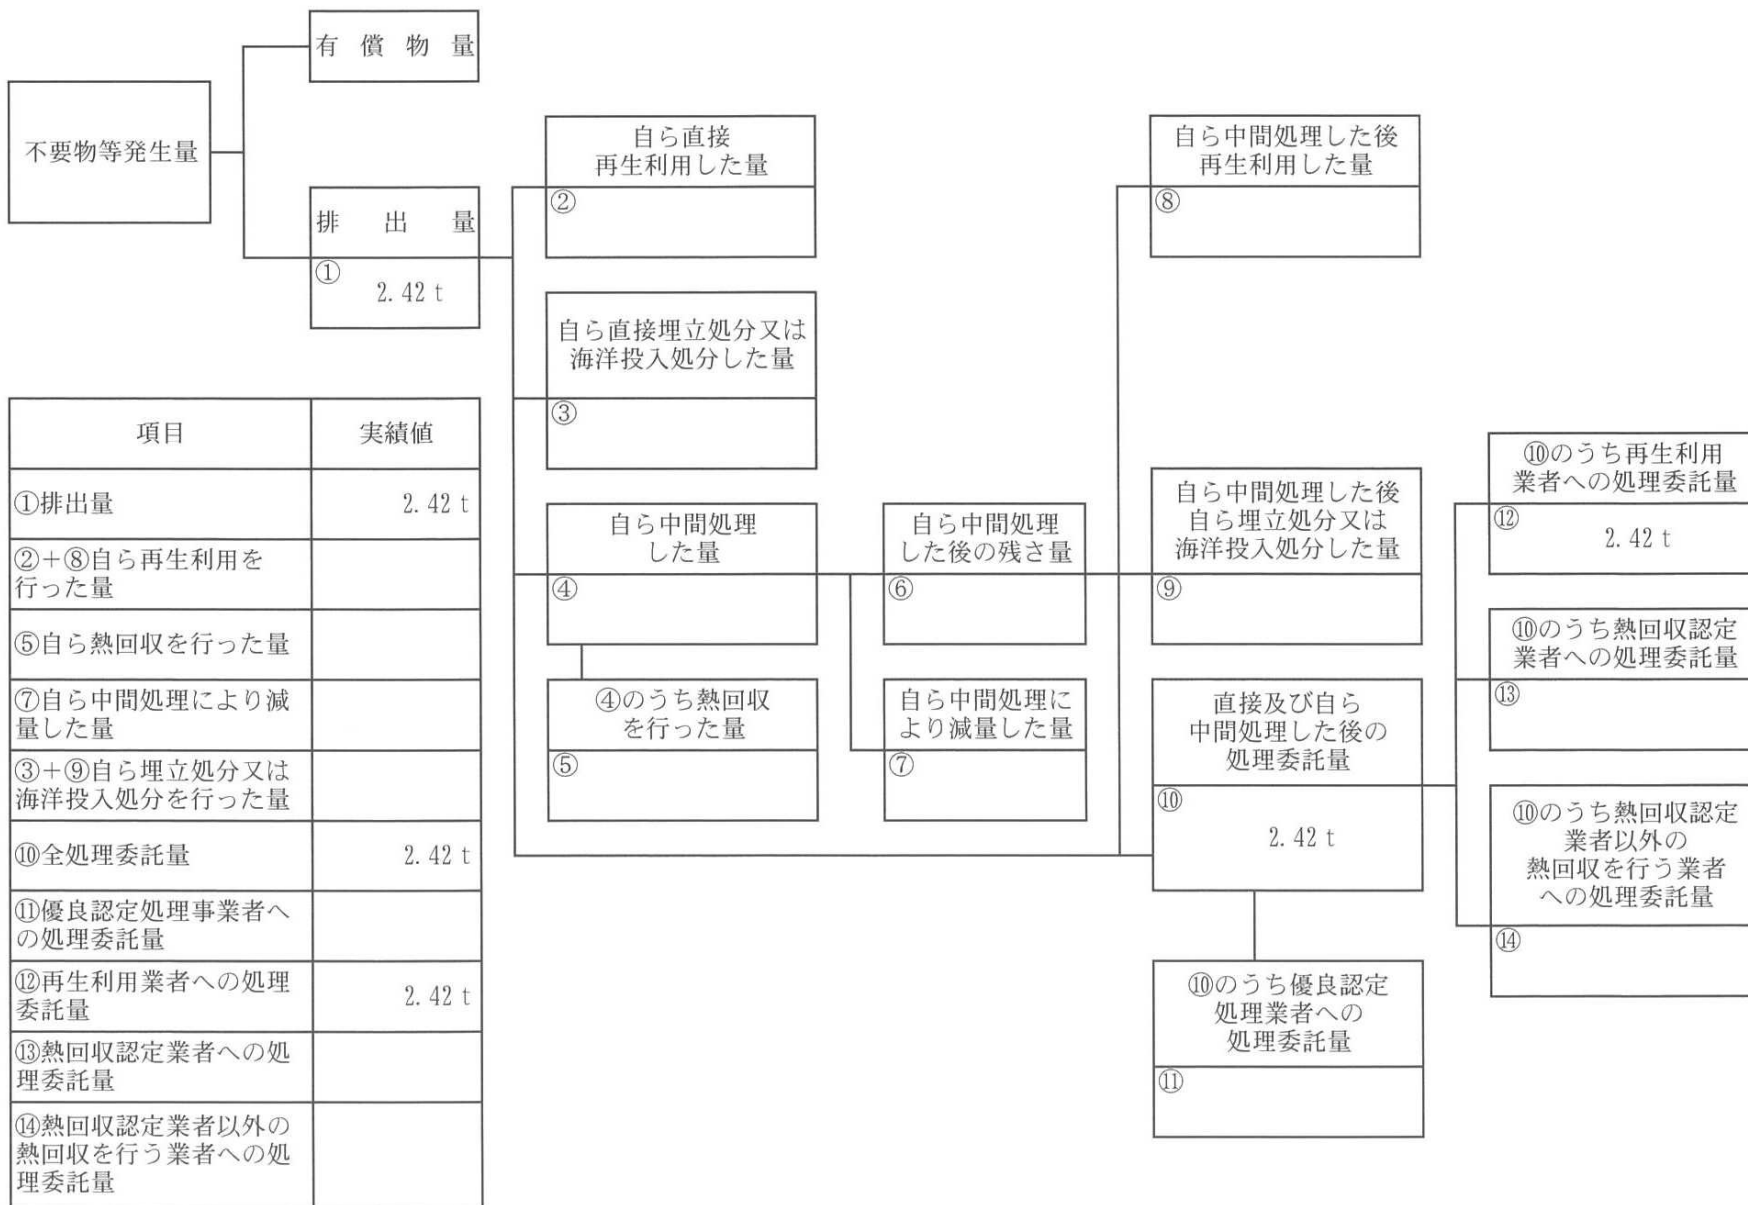 有償物量
不要物等発生量
排出量
①
2.42 t
自ら直接
再生利用した量
②
自ら直接埋立処分又は
海洋投入処分した量
③
自ら中間処理
した量
④
④のうち熱回収
を行った量
⑤
自ら中間処理
した後の残さ量
⑥
自ら中間処理に
より減量した量
⑦
自ら中間処理した後
再生利用した量
⑧
自ら中間処理した後
自ら埋立処分又は
海洋投入処分した量
⑨
直接及び自ら
中間処理した後の
処理委託量
⑩
2.42 t
⑩のうち優良認定
処理業者への
処理委託量
⑪
⑩のうち再生利用
業者への処理委託量
⑫
2.42 t
⑩のうち熱回収認定
業者への処理委託量
⑬
⑩のうち熱回収認定
業者以外の
熱回収を行う業者
への処理委託量
⑭
項目 実績値
①排出量 2.42 t
②+⑧自ら再生利用を
行った量
⑤自ら熱回収を行った量
⑦自ら中間処理により減
量した量
③+⑨自ら埋立処分又は
海洋投入処分を行った量
⑩全処理委託量 2.42 t
⑪優良認定処理事業者へ
の処理委託量
⑫再生利用業者への処理
委託量 2.42 t
⑬熱回収認定業者への処
理委託量
⑭熱回収認定業者以外の
熱回収を行う業者への処
理委託量